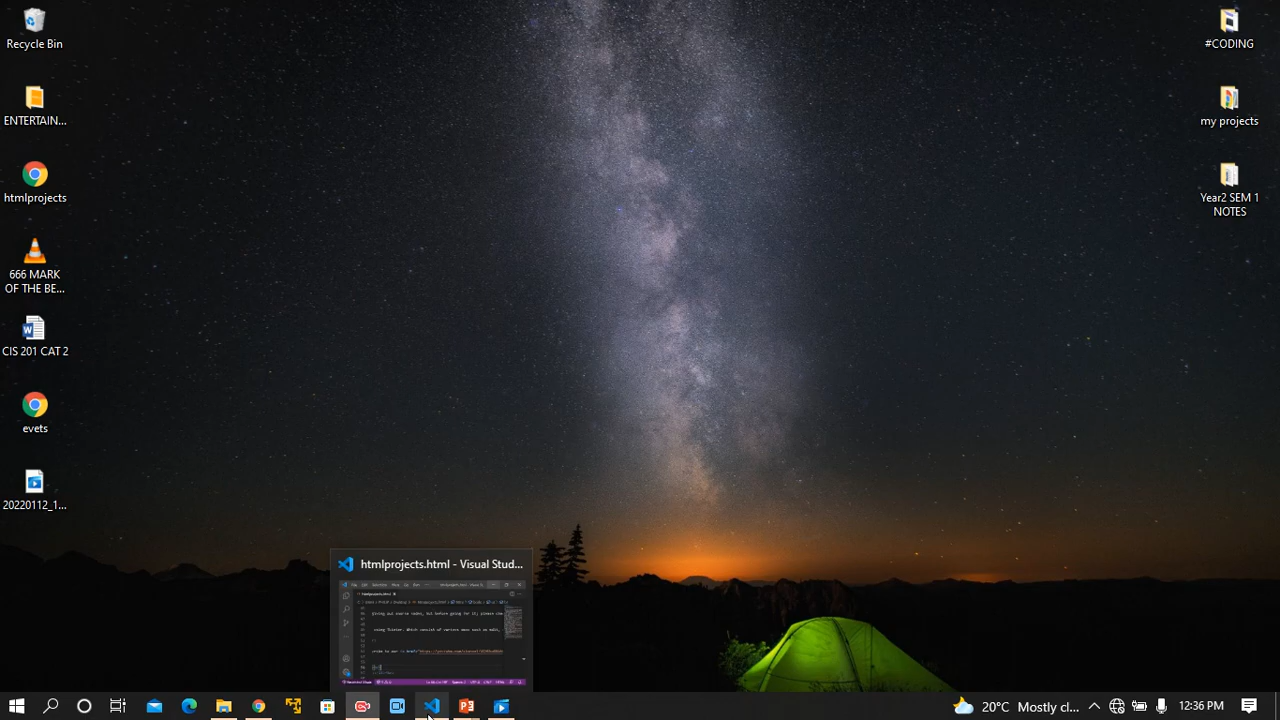 Recycle Bin
ENTERTAIN...
htmlprojects
666 MARK
OF THE BE...
CIS 201 CAT 2
evets
20220112_1...
#CODING
my projects
Year2 SEM 1
NOTES
htmlprojects.html - Visual Stud...
20°C Mostly cl...
12:38 PM